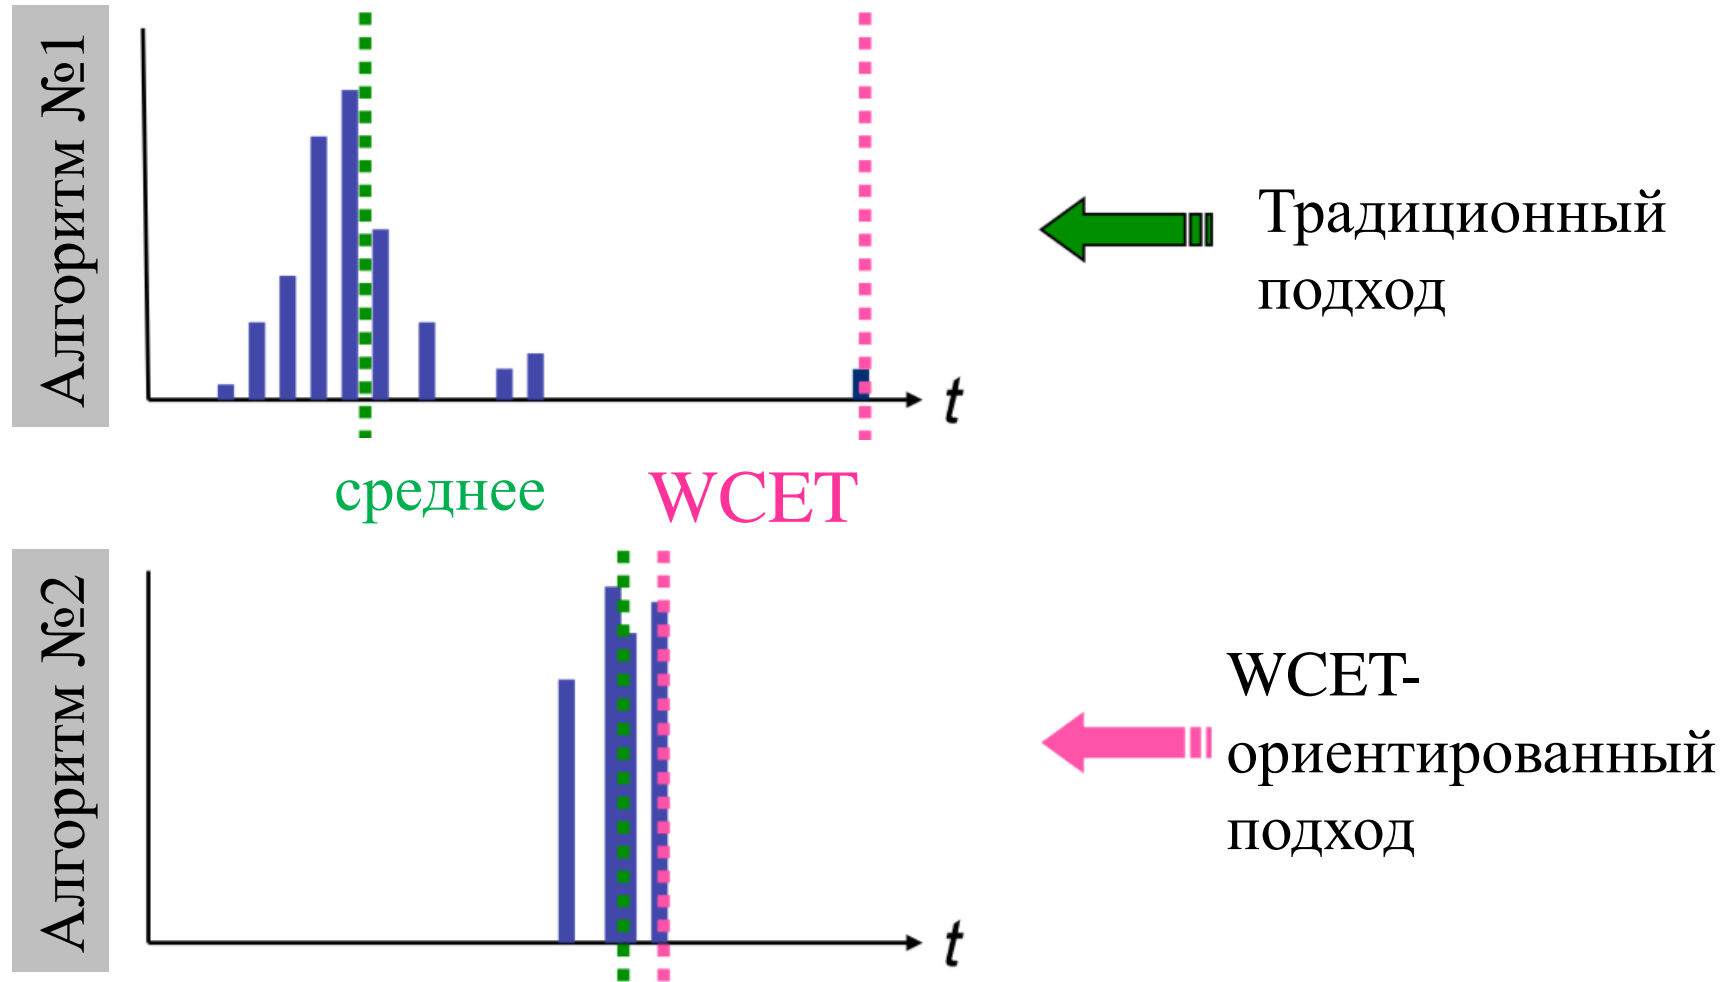 Алгоритм №1
t
Традиционный
подход
среднее
WCET
Алгоритм №2
t
WCET-
ориентированный
подход